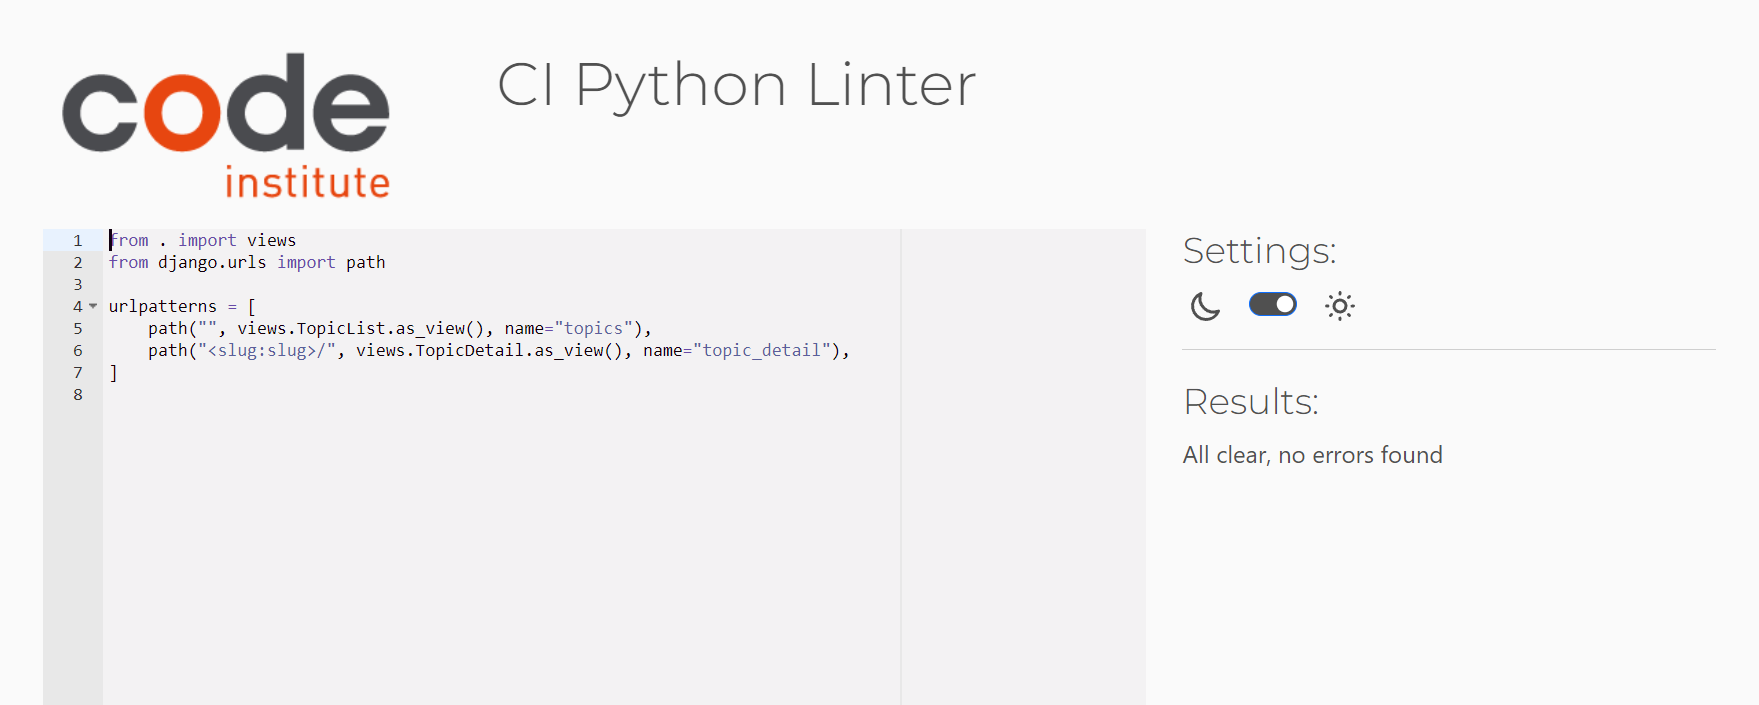 code
institute
CI Python Linter
1 from . import views
2 from django.urls import path
3
4 urlpatterns = [
5     path("", views.TopicList.as_view(), name="topics"),
6     path("<slug:slug>/", views.TopicDetail.as_view(), name="topic_detail"),
7 ]
8
Settings:
Results:
All clear, no errors found